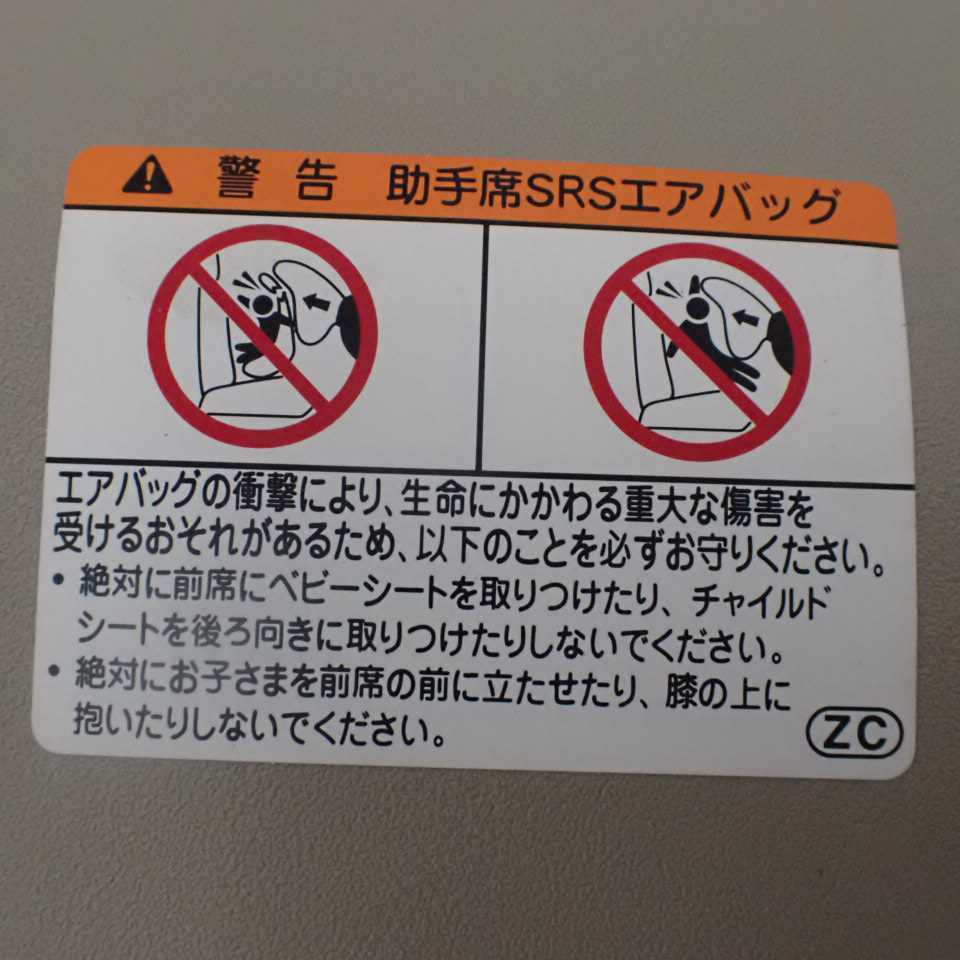 警告 助手席SRSエアバッグ
エアバッグの衝撃により、生命にかかわる重大な傷害を
受けるおそれがあるため、以下のことを必ずお守りください。
・絶対に前席にベビーシートを取りつけたり、チャイルド
シートを後ろ向きに取りつけたりしないでください。
・絶対にお子さまを前席の前に立たせたり、膝の上に
抱いたりしないでください。
ZC